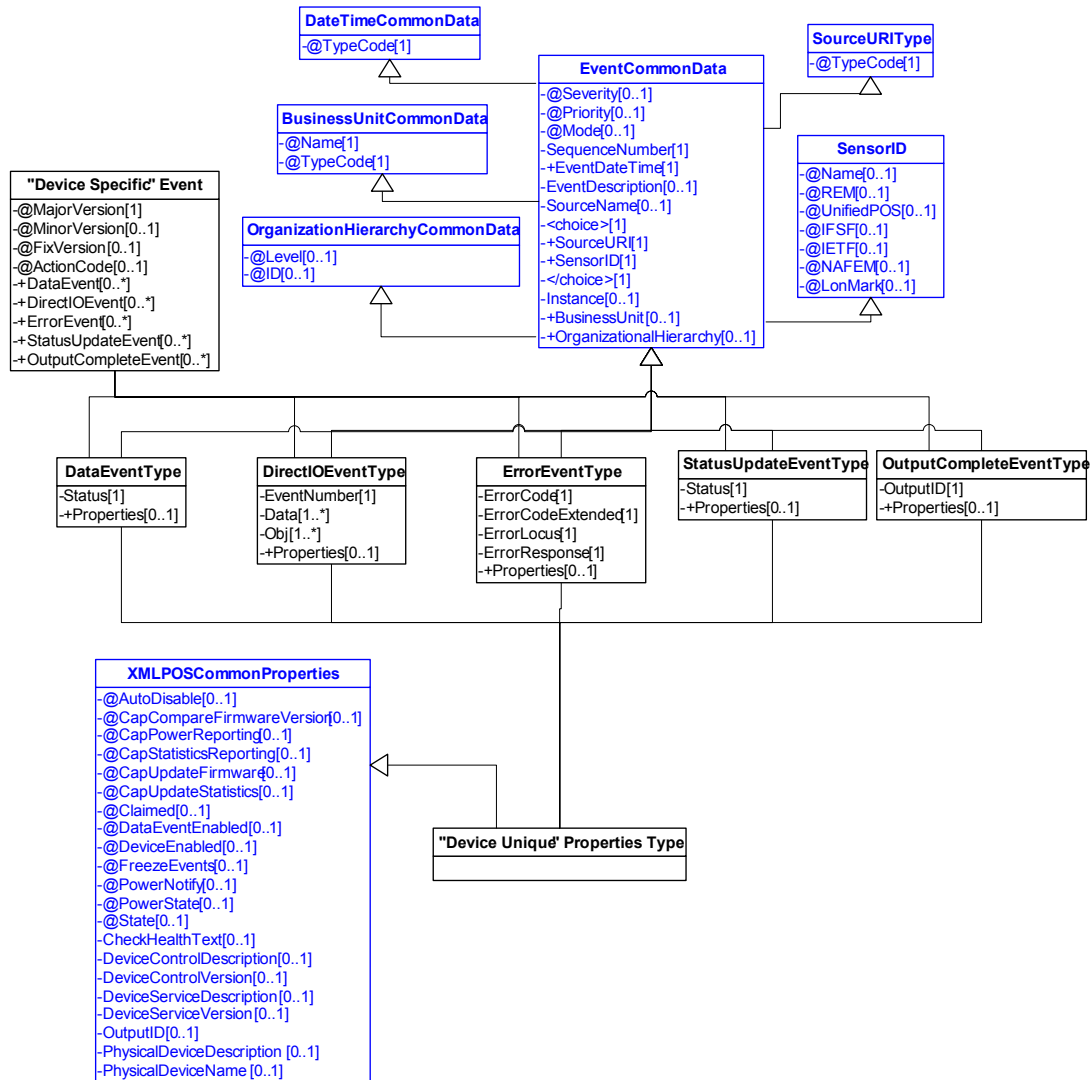 DateTimeCommonData
-@TypeCode[1]
SourceURIType
-@TypeCode[1]
EventCommonData
-@Severity[0..1]
-@Priority[0..1]
-@Mode[0..1]
-SequenceNumber[1]
-+EventDateTime[1]
-EventDescription[0..1]
-SourceName[0..1]
-<choice>[1]
-+SourceURI[1]
-+SensorID[1]
-</choice>[1]
-Instance[0..1]
-+BusinessUnit[0..1]
-+OrganizationalHierarchy[0..1]
BusinessUnitCommonData
-@Name[1]
-@TypeCode[1]
SensorID
-@Name[0..1]
-@REM[0..1]
-@UnifiedPOS[0..1]
-@IFSF[0..1]
-@IETF[0..1]
-@NAFEM[0..1]
-@LonMark[0..1]
"Device Specific" Event
-@MajorVersion[1]
-@MinorVersion[0..1]
-@FixVersion[0..1]
-@ActionCode[0..1]
-+DataEvent[0..*]
-+DirectIOEvent[0..*]
-+ErrorEvent[0..*]
-+StatusUpdateEvent[0..*]
-+OutputCompleteEvent[0..*]
OrganizationHierarchyCommonData
-@Level[0..1]
-@ID[0..1]
DataEventType
-Status[1]
-+Properties[0..1]
DirectIOEventType
-EventNumber[1]
-Data[1..*]
-Obj[1..*]
-+Properties[0..1]
ErrorEventType
-ErrorCode[1]
-ErrorCodeExtended[1]
-ErrorLocus[1]
-ErrorResponse[1]
-+Properties[0..1]
StatusUpdateEventType
-Status[1]
-+Properties[0..1]
OutputCompleteEventType
-OutputID[1]
-+Properties[0..1]
XMLPOSCommonProperties
-@AutoDisable[0..1]
-@CapCompareFirmwareVersion[0..1]
-@CapPowerReporting[0..1]
-@CapStatisticsReporting[0..1]
-@CapUpdateFirmware[0..1]
-@CapUpdateStatistics[0..1]
-@Claimed[0..1]
-@DataEventEnabled[0..1]
-@DeviceEnabled[0..1]
-@FreezeEvents[0..1]
-@PowerNotify[0..1]
-@PowerState[0..1]
-@State[0..1]
-CheckHealthText[0..1]
-DeviceControlDescription[0..1]
-DeviceControlVersion[0..1]
-DeviceServiceDescription[0..1]
-DeviceServiceVersion[0..1]
-OutputID[0..1]
-PhysicalDeviceDescription [0..1]
-PhysicalDeviceName [0..1]
"Device Unique" Properties Type